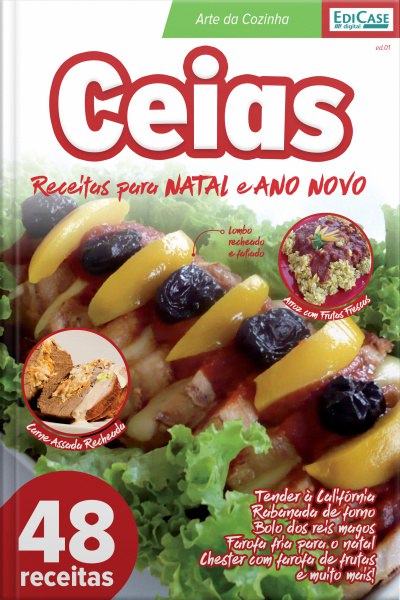 Arte da Cozinha
EDICASE
digital
ed.01
Ceias
Receitas para NATAL e ANO NOVO
Lombo
recheado
e fatiado
Arroz com Frutas Frescas
Carne Assada Recheada
48
receitas
Tender à Califórnia
Rabanada de forno
Bolo dos reis magos
Farofa fria para o natal
Chester com farofa de frutas
e muito mais!